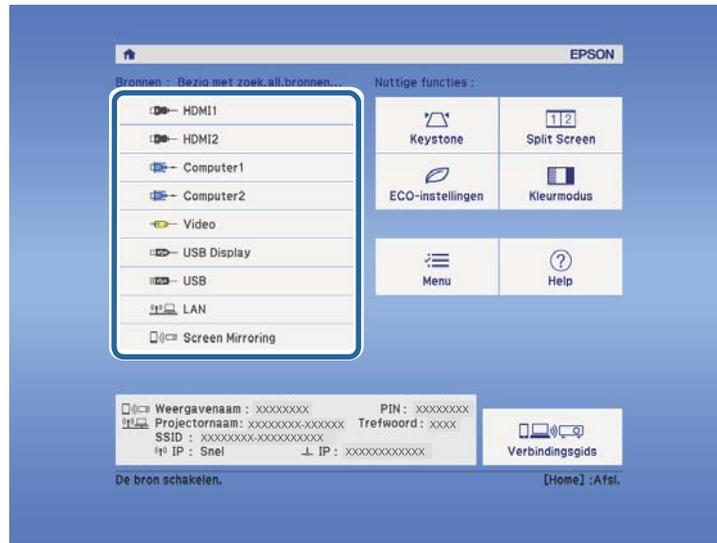 EPSON
Bronnen : Bezig met zoek.all.bronnen...
Nuttige functies :
HDMI1
HDMI2
Computer1
Computer2
Video
USB Display
USB
LAN
Screen Mirroring
Keystone
1 2
Split Screen
ECO-instellingen
Kleurmodus
Menu
?
Help
Weergavenaam : XXXXXXXX PIN : XXXXXXXX
Projectornaam: XXXXXXXX-XXXXXX Trefwoord : XXXX
SSID : XXXXXXXX-XXXXXXXXXX
IP : Snel IP : XXXXXXXXXXXX
Verbindingsgids
De bron schakelen.
[Home] :Afsl.